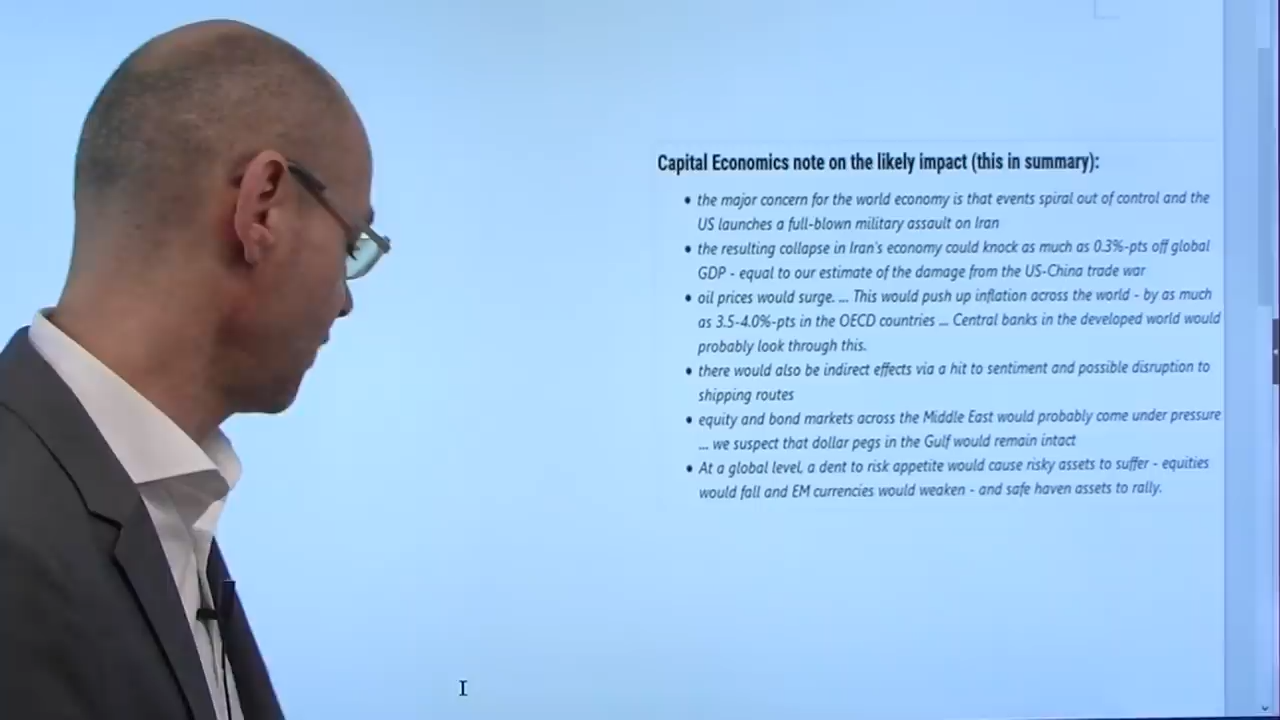 Capital Economics note on the likely impact (this in summary):
• the major concern for the world economy is that events spiral out of control and the
US launches a full-blown military assault on Iran
• the resulting collapse in Iran's economy could knock as much as 0.3%-pts off global
GDP - equal to our estimate of the damage from the US-China trade war
• oil prices would surge. ... This would push up inflation across the world - by as much
as 3.5-4.0%-pts in the OECD countries ... Central banks in the developed world would
probably look through this.
• there would also be indirect effects via a hit to sentiment and possible disruption to
shipping routes
• equity and bond markets across the Middle East would probably come under pressure
... we suspect that dollar pegs in the Gulf would remain intact
• At a global level, a dent to risk appetite would cause risky assets to suffer - equities
would fall and EM currencies would weaken - and safe haven assets to rally.